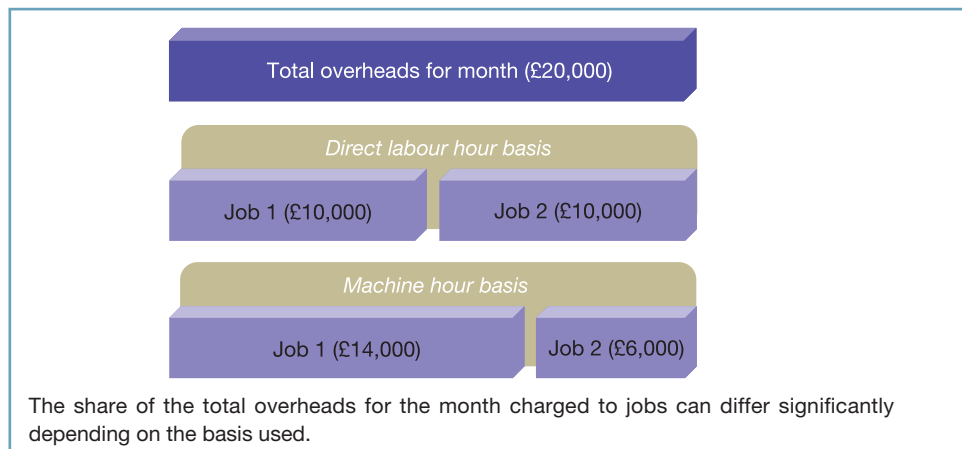 Total overheads for month (£20,000)
Direct labour hour basis
Job 1 (£10,000)
Job 2 (£10,000)
Machine hour basis
Job 1 (£14,000)
Job 2 (£6,000)
The share of the total overheads for the month charged to jobs can differ significantly
depending on the basis used.